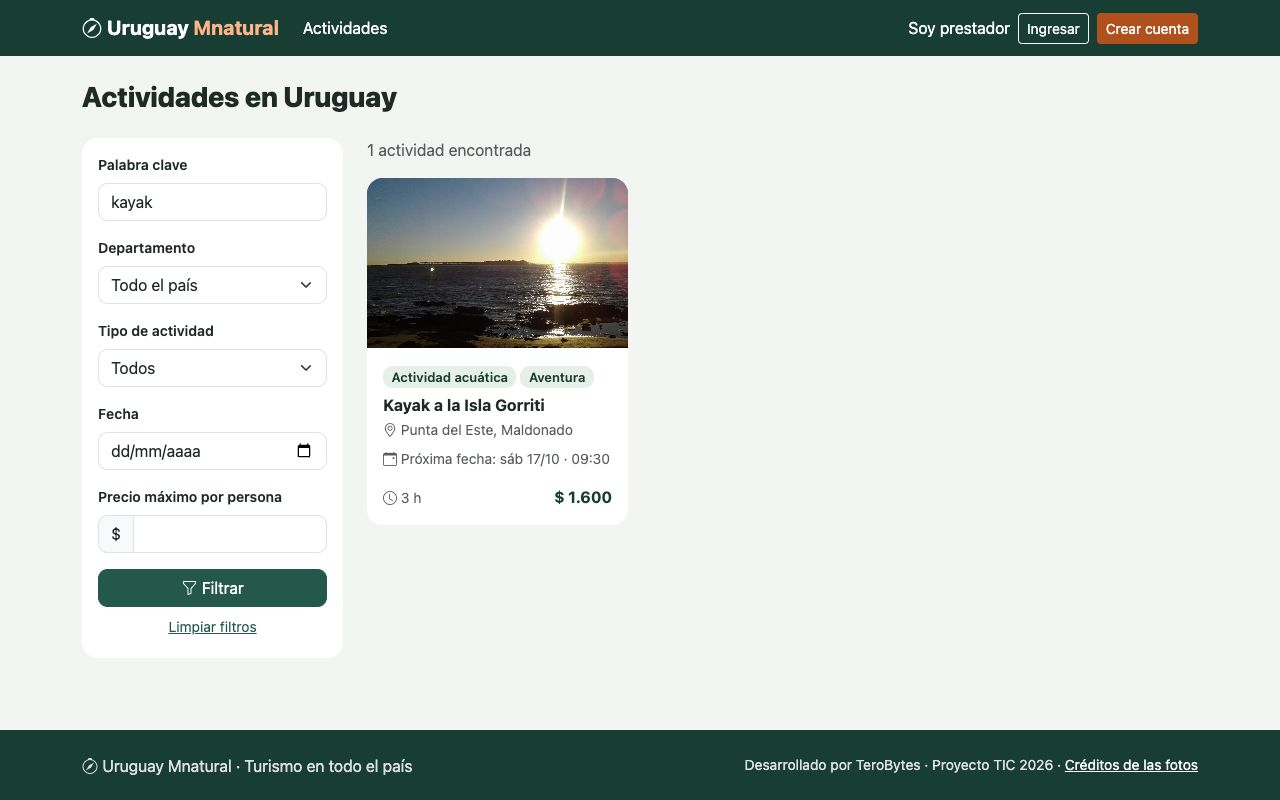 Uruguay Mnatural
Actividades
Soy prestador
Ingresar
Crear cuenta
Actividades en Uruguay
Palabra clave
kayak
Departamento
Todo el país
Tipo de actividad
Todos
Fecha
dd/mm/aaaa
Precio máximo por persona
$
Filtrar
Limpiar filtros
1 actividad encontrada
Actividad acuática
Aventura
Kayak a la Isla Gorriti
Punta del Este, Maldonado
Próxima fecha: sáb 17/10 · 09:30
3 h
$ 1.600
Uruguay Mnatural · Turismo en todo el país
Desarrollado por TeroBytes · Proyecto TIC 2026 · Créditos de las fotos